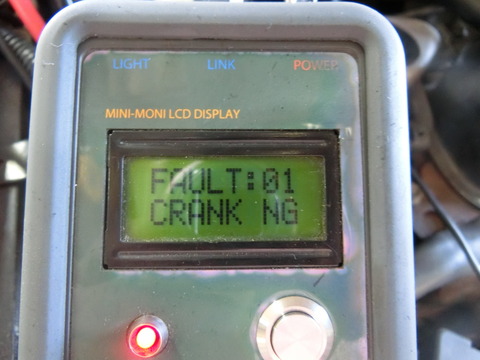 LIGHT LINK POWER
MINI-MONI LCD DISPLAY
FAULT:01
CRANK NG